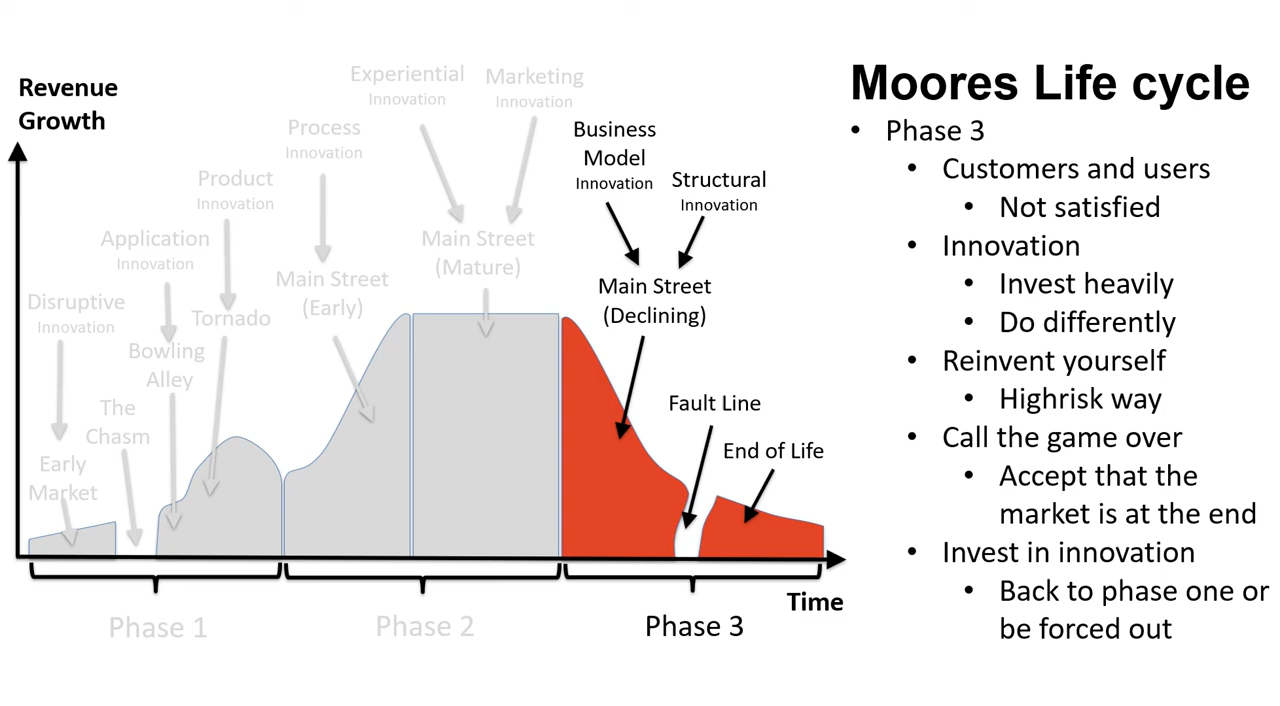 Moores Life cycle
Revenue
Growth
Experiential
Innovation
Marketing
Innovation
Process
Innovation
Business
Model
Innovation
Structural
Innovation
Product
Innovation
Application
Innovation
Main Street
(Mature)
Main Street
(Early)
Main Street
(Declining)
Disruptive
Innovation
Tornado
Bowling
Alley
The
Chasm
Early
Market
Fault Line
End of Life
Time
Phase 1
Phase 2
Phase 3
• Phase 3
• Customers and users
• Not satisfied
• Innovation
• Invest heavily
• Do differently
• Reinvent yourself
• Highrisk way
• Call the game over
• Accept that the
market is at the end
• Invest in innovation
• Back to phase one or
be forced out